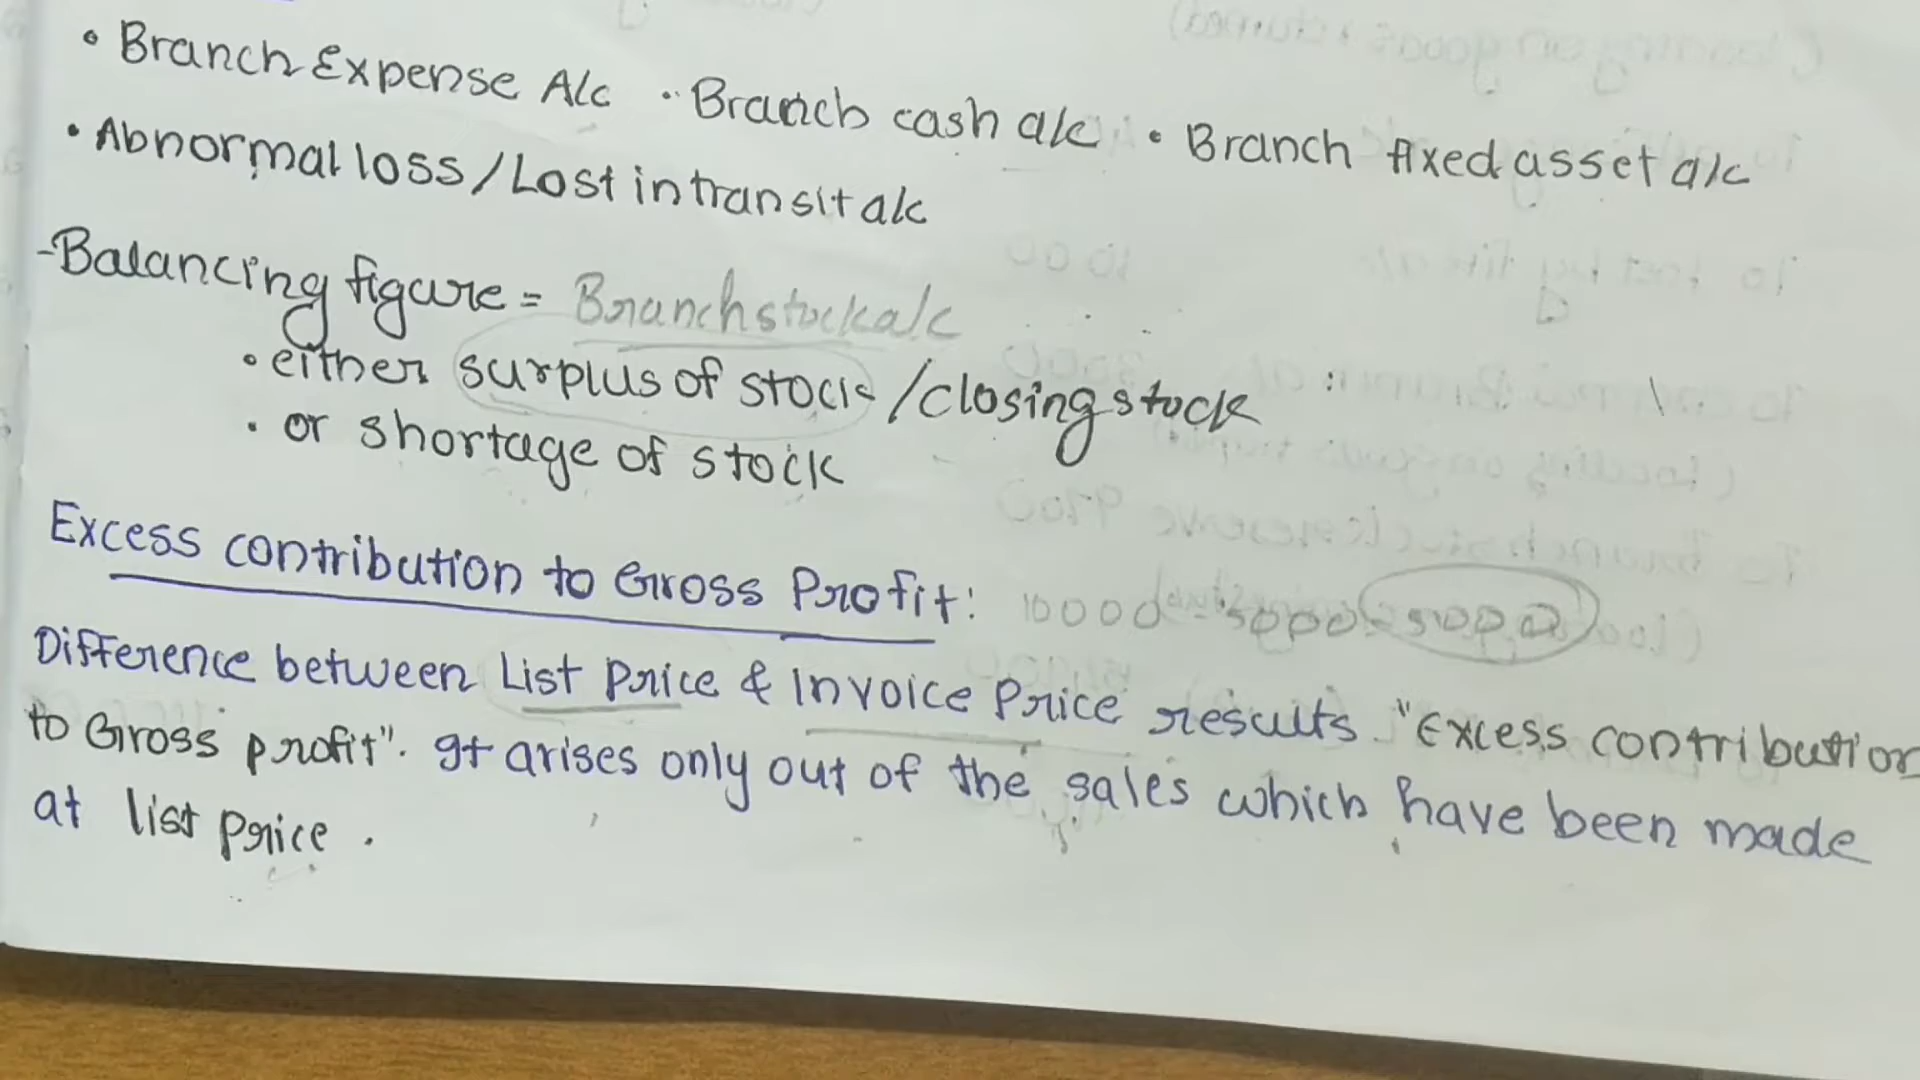 • Branch Expense A/c • Branch cash a/c • Branch fixed asset a/c
• Abnormal loss / Lost in transit a/c
- Balancing figure = Branch stock a/c
• either surplus of stock / closing stock
• or shortage of stock
Excess contribution to Gross Profit: 10000 5000 5000
Difference between List Price & Invoice Price results "Excess contribution
to Gross profit". It arises only out of the sales which have been made
at list price.